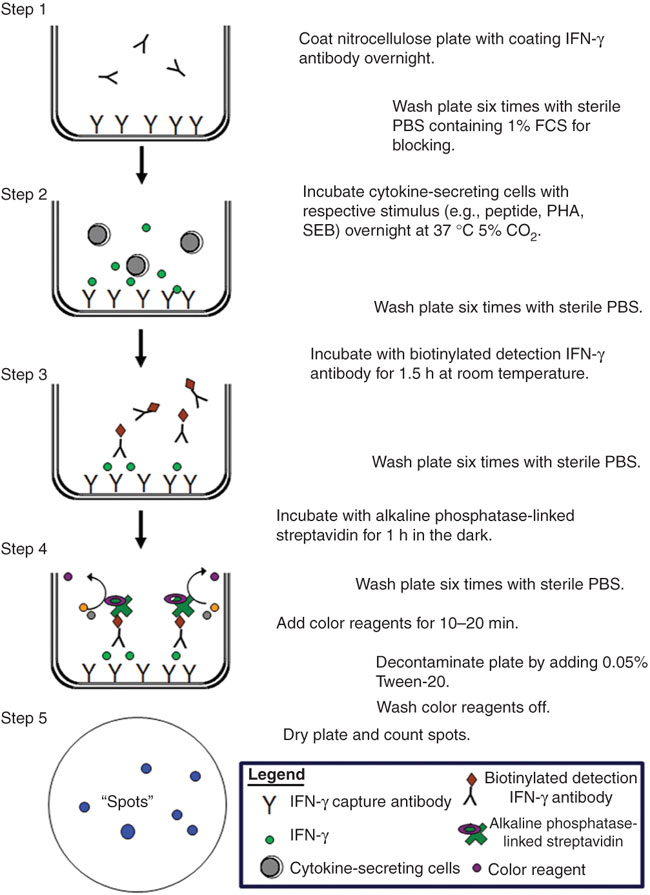 Step 1
Coat nitrocellulose plate with coating IFN-γ
antibody overnight.
Wash plate six times with sterile
PBS containing 1% FCS for
blocking.
Step 2
Incubate cytokine-secreting cells with
respective stimulus (e.g., peptide, PHA,
SEB) overnight at 37 °C 5% CO₂.
Wash plate six times with sterile PBS.
Incubate with biotinylated detection IFN-γ
antibody for 1.5 h at room temperature.
Step 3
Wash plate six times with sterile PBS.
Incubate with alkaline phosphatase-linked
streptavidin for 1 h in the dark.
Step 4
Wash plate six times with sterile PBS.
Add color reagents for 10–20 min.
Decontaminate plate by adding 0.05%
Tween-20.
Wash color reagents off.
Step 5
Dry plate and count spots.
“Spots”
Legend
IFN-γ capture antibody
IFN-γ
Cytokine-secreting cells
Biotinylated detection
IFN-γ antibody
Alkaline phosphatase-
linked streptavidin
Color reagent